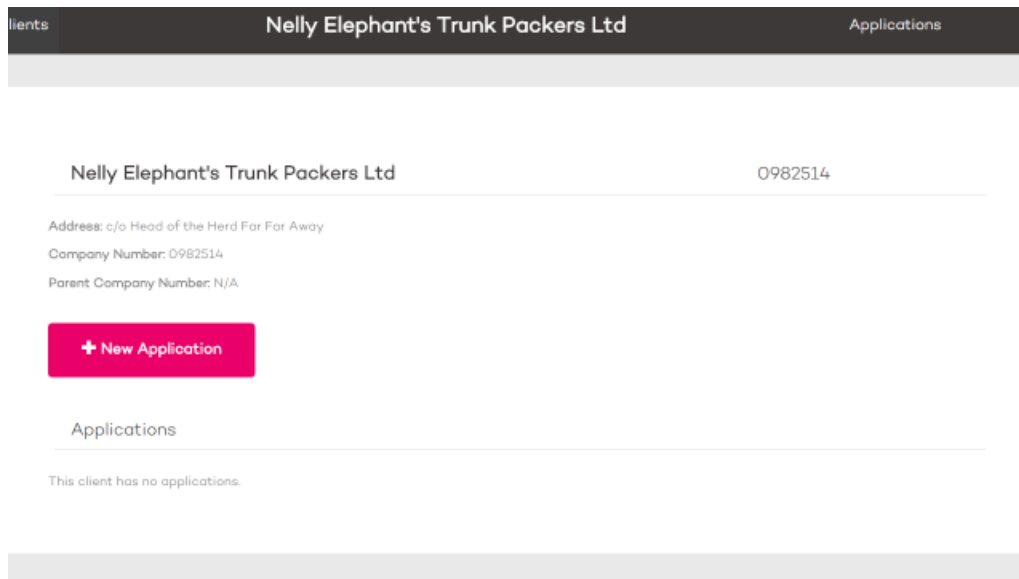 lients Nelly Elephant's Trunk Packers Ltd Applications
Nelly Elephant's Trunk Packers Ltd 0982514
Address: c/o Head of the Herd Far Far Away
Company Number: 0982514
Parent Company Number: N/A
+ New Application
Applications
This client has no applications.